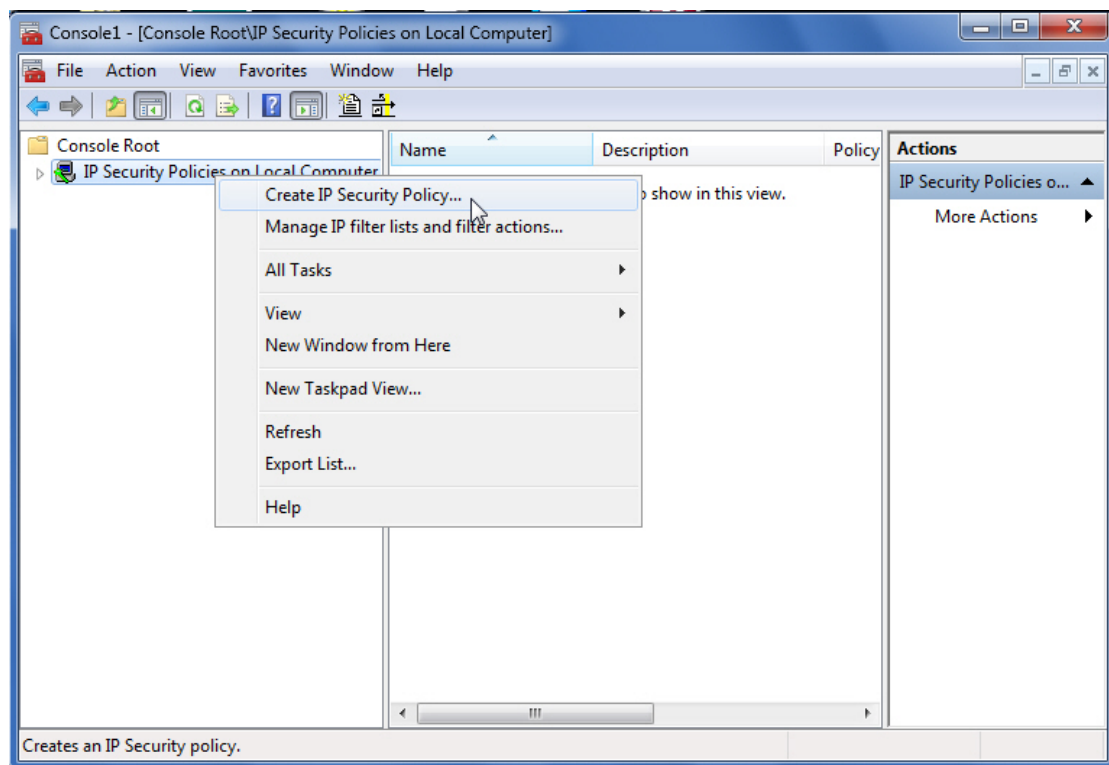 Console1 - [Console Root\IP Security Policies on Local Computer]
File Action View Favorites Window Help
Console Root
IP Security Policies on Local Computer
Name Description Policy
show in this view.
Actions
IP Security Policies o...
More Actions
Create IP Security Policy...
Manage IP filter lists and filter actions...
All Tasks
View
New Window from Here
New Taskpad View...
Refresh
Export List...
Help
Creates an IP Security policy.